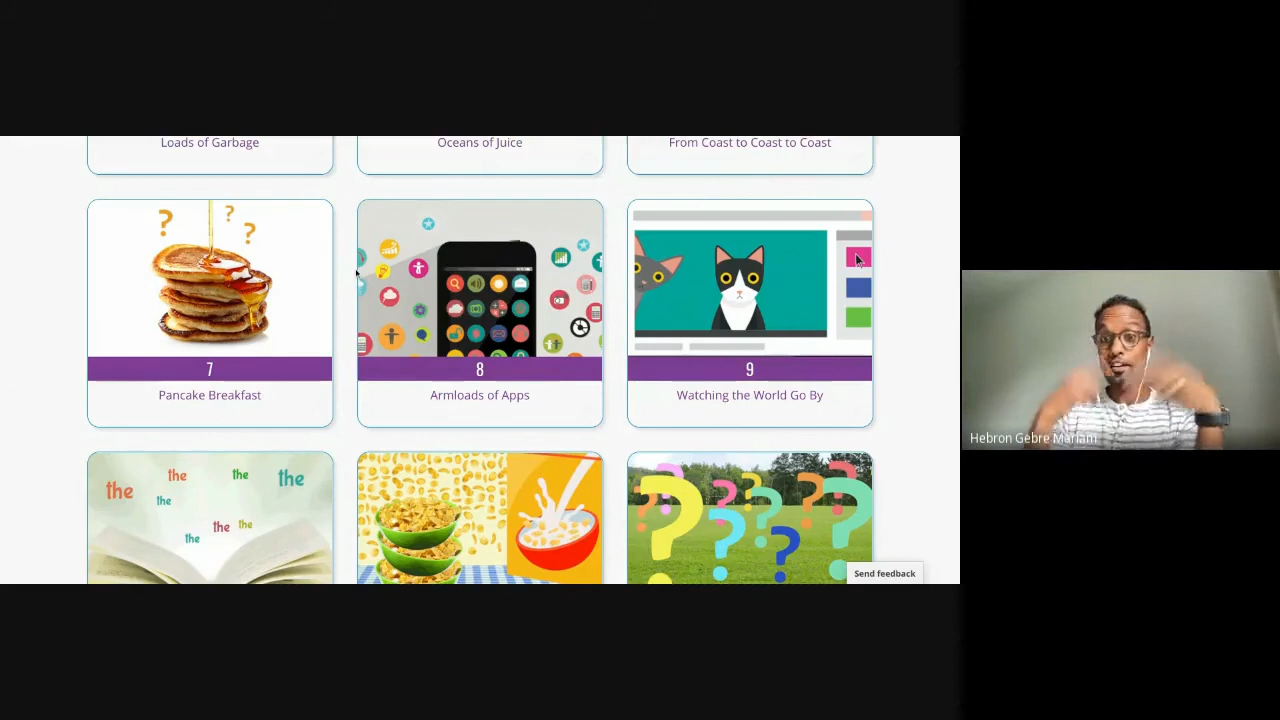 Loads of Garbage
Oceans of Juice
From Coast to Coast to Coast
? ? ?
7
8
9
Pancake Breakfast
Armloads of Apps
Watching the World Go By
the the the the
the
the the
the
Send feedback
Hebron Gebre Mariam